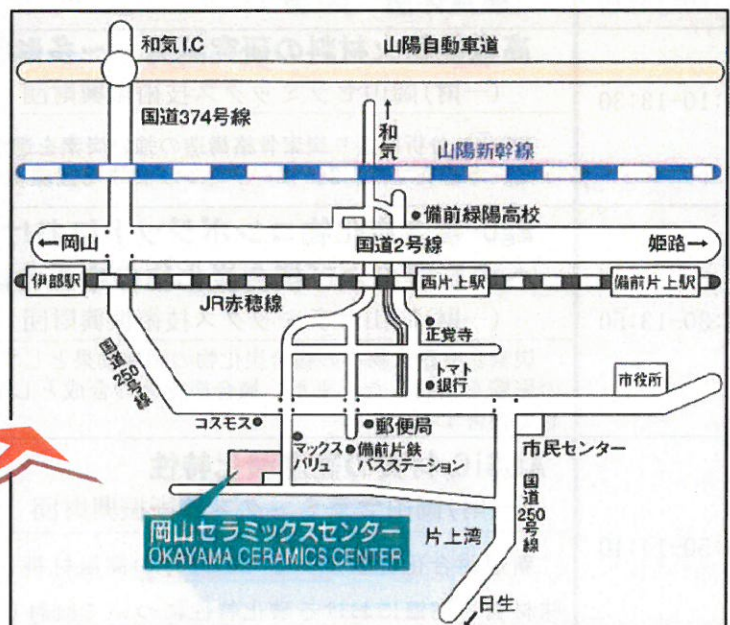 和気I.C
山陽自動車道
国道374号線
和気
山陽新幹線
備前緑陽高校
←岡山
国道2号線
姫路→
伊部駅
西片上駅
備前片上駅
JR赤穂線
正覚寺
国道250号線
トマト
銀行
市役所
コスモス
郵便局
マックス
バリュ
備前片鉄
バスステーション
市民センター
国道250号線
岡山セラミックスセンター
OKAYAMA CERAMICS CENTER
片上湾
日生